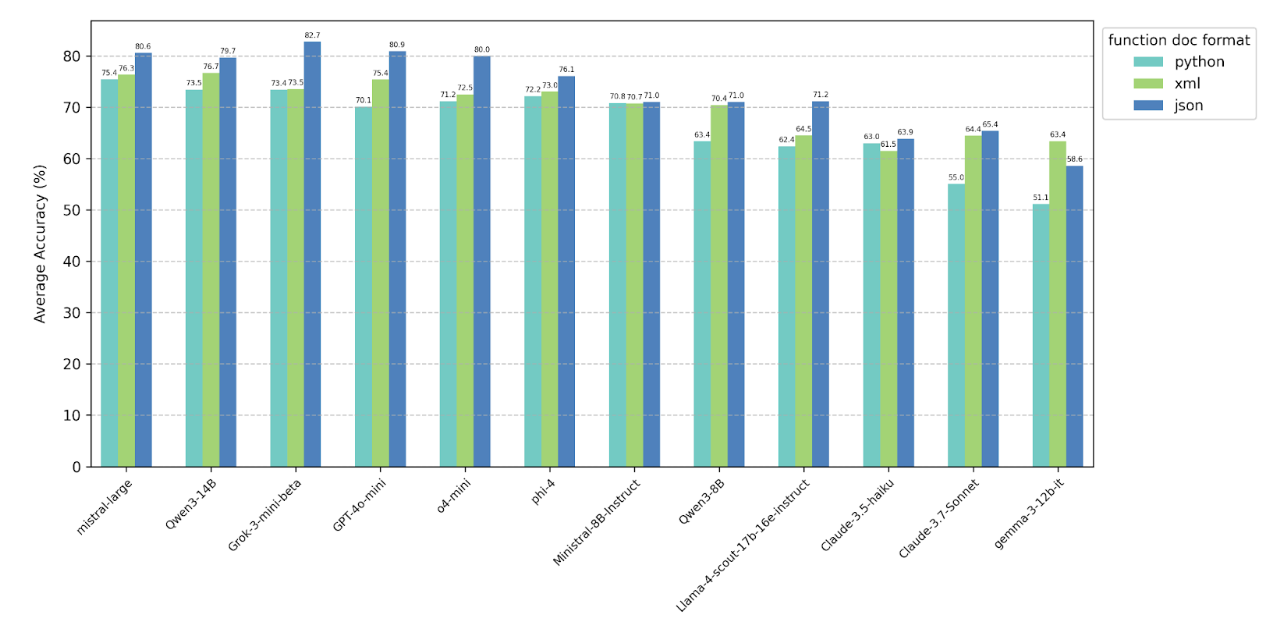 function doc format
python
xml
json
Average Accuracy (%)
80
70
60
50
40
30
20
10
0
75.4 76.3 80.6
73.5 76.7 79.7
73.4 73.5 82.7
70.1 75.4 80.9
71.2 72.5 80.0
72.2 73.0 76.1
70.8 70.7 71.0
63.4 70.4 71.0
62.4 64.5 71.2
63.0 61.5 63.9
55.0 64.4 65.4
51.1 63.4 58.6
mistral-large
Qwen3-14B
Grok-3-mini-beta
GPT-4o-mini
o4-mini
phi-4
Ministral-8B-Instruct
Qwen3-8B
Llama-4-scout-17b-16e-instruct
Claude-3.5-haiku
Claude-3.7-Sonnet
gemma-3-12b-it